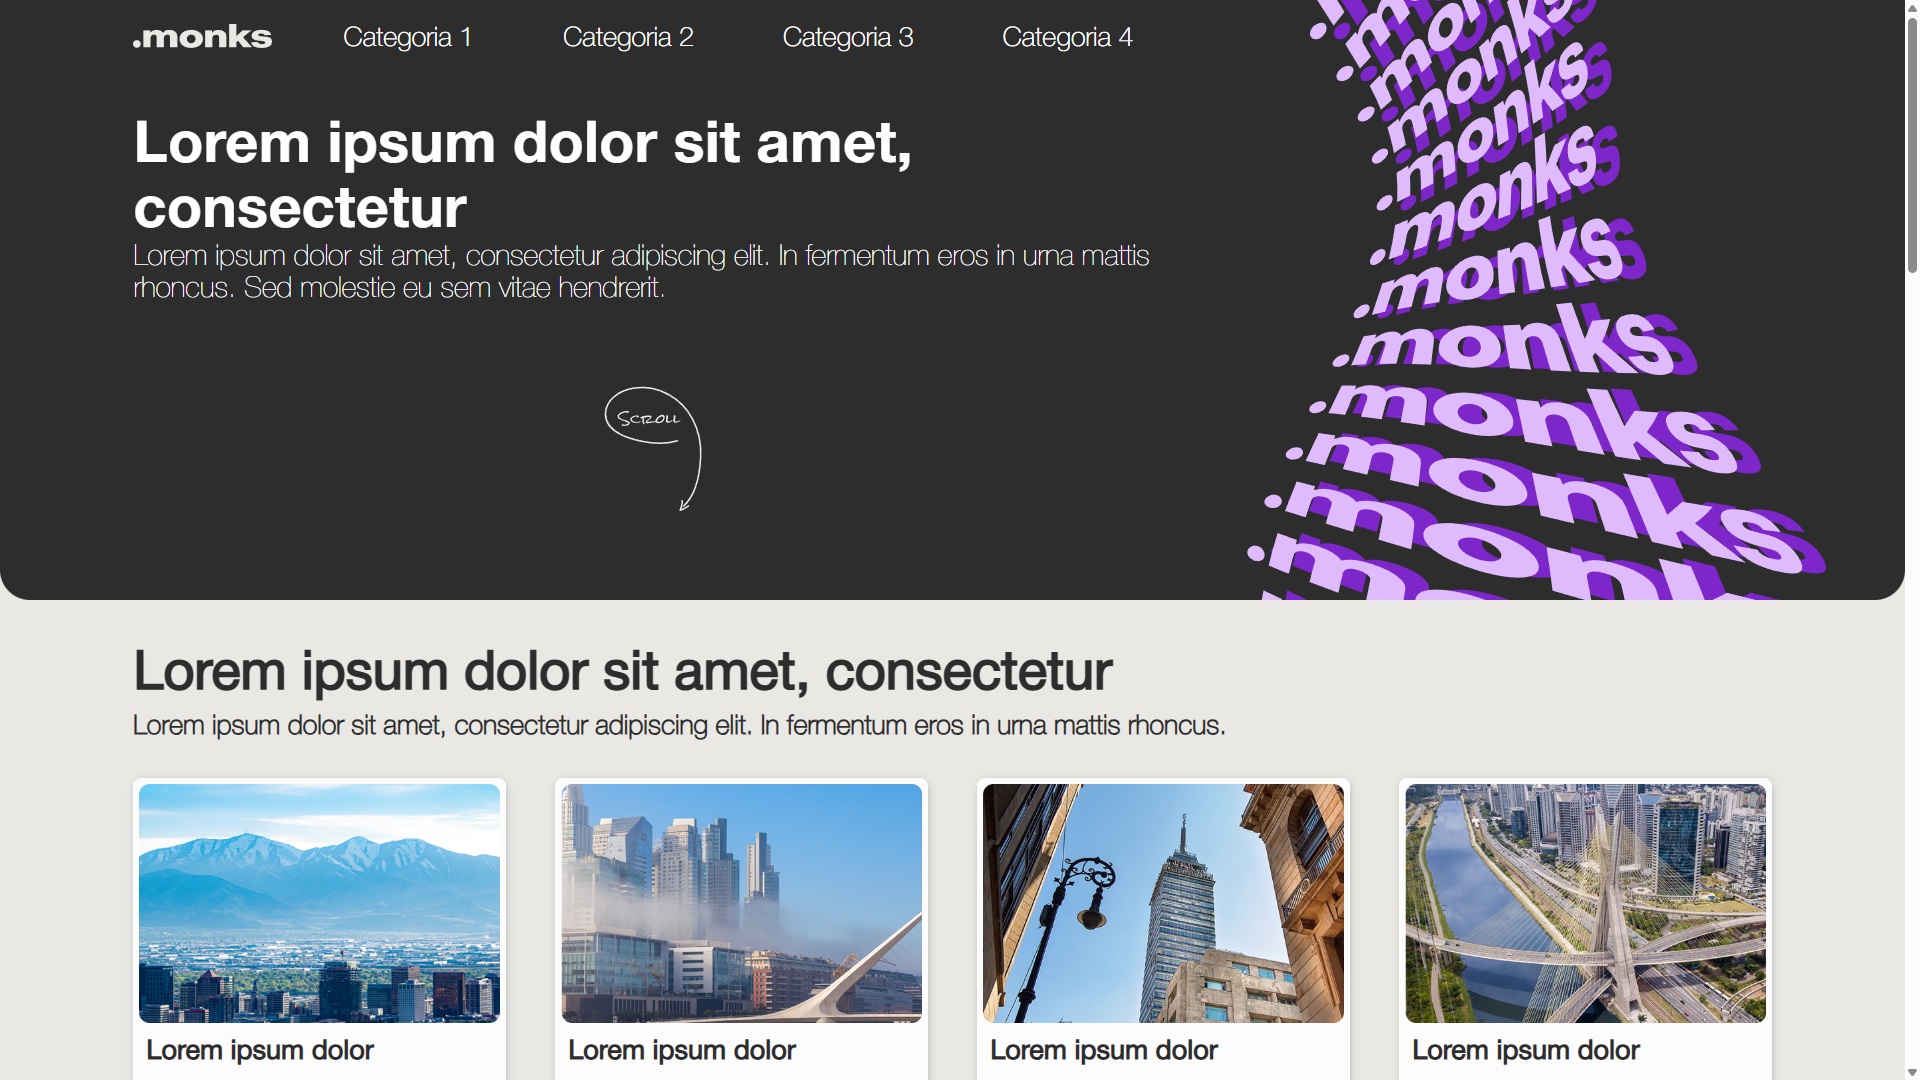 .monks Categoria 1 Categoria 2 Categoria 3 Categoria 4
Lorem ipsum dolor sit amet,
consectetur
Lorem ipsum dolor sit amet, consectetur adipiscing elit. In fermentum eros in urna mattis
rhoncus. Sed molestie eu sem vitae hendrerit.
SCROLL
.monks
.monks
.monks
.monks
.monks
.monks
.monks
.monks
.monks
.monks
.monks
Lorem ipsum dolor sit amet, consectetur
Lorem ipsum dolor sit amet, consectetur adipiscing elit. In fermentum eros in urna mattis rhoncus.
Lorem ipsum dolor Lorem ipsum dolor Lorem ipsum dolor Lorem ipsum dolor